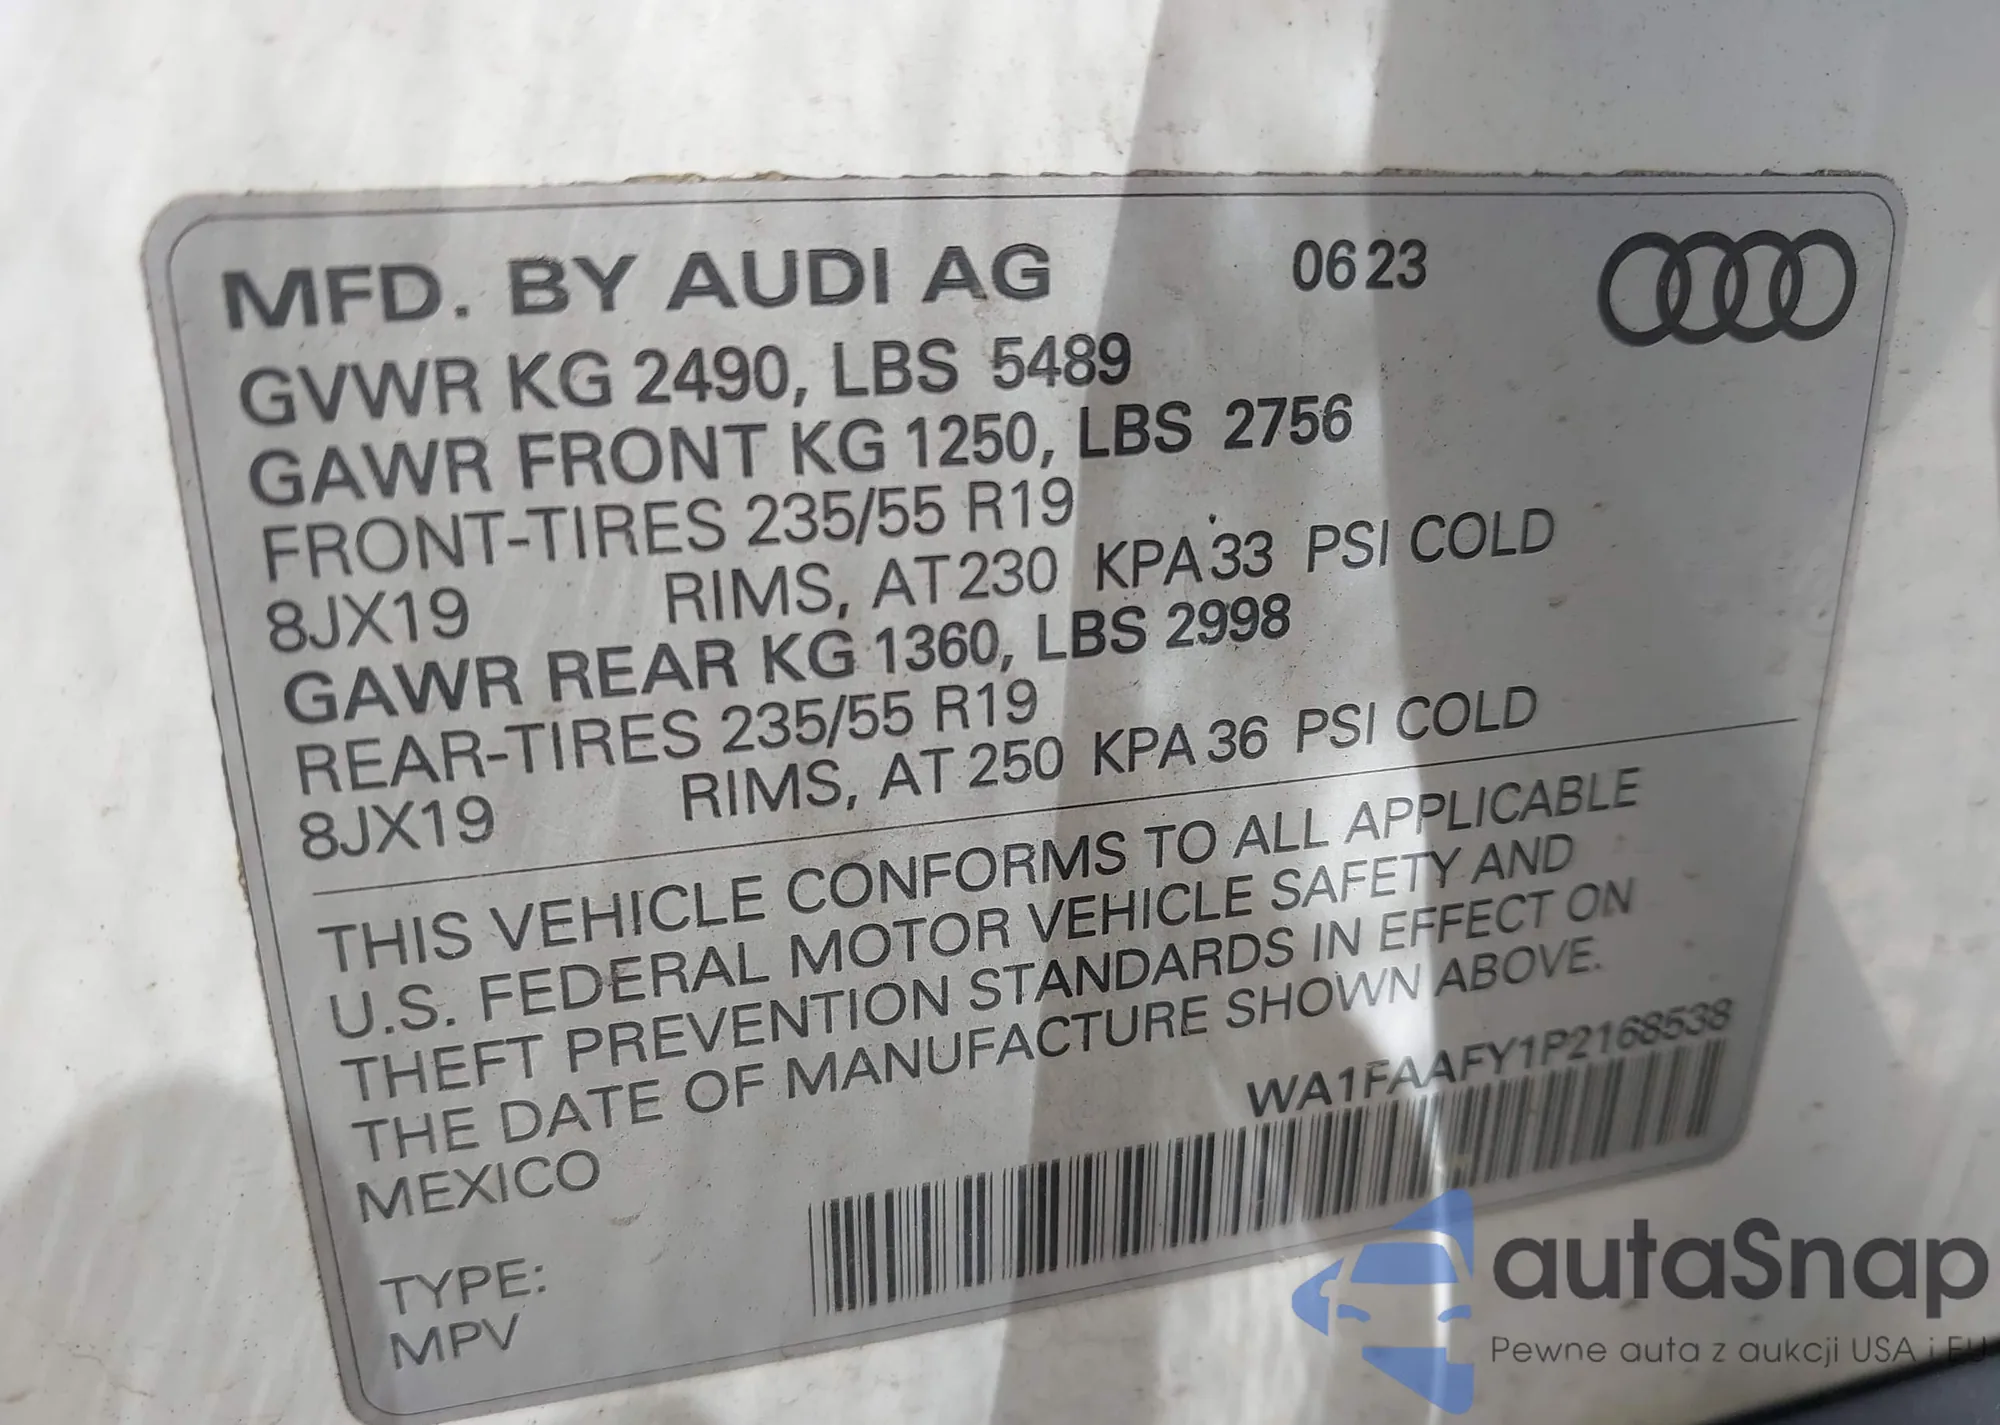 MFD. BY AUDI AG 0623
GVWR KG 2490, LBS 5489
GAWR FRONT KG 1250, LBS 2756
FRONT-TIRES 235/55 R19
8JX19 RIMS, AT 230 KPA 33 PSI COLD
GAWR REAR KG 1360, LBS 2998
REAR-TIRES 235/55 R19
8JX19 RIMS, AT 250 KPA 36 PSI COLD
THIS VEHICLE CONFORMS TO ALL APPLICABLE
U.S. FEDERAL MOTOR VEHICLE SAFETY AND
THEFT PREVENTION STANDARDS IN EFFECT ON
THE DATE OF MANUFACTURE SHOWN ABOVE.
MEXICO
WA1FAAFY1P2168538
TYPE:
MPV
autaSnap
Pewne auta z aukcji USA i EU